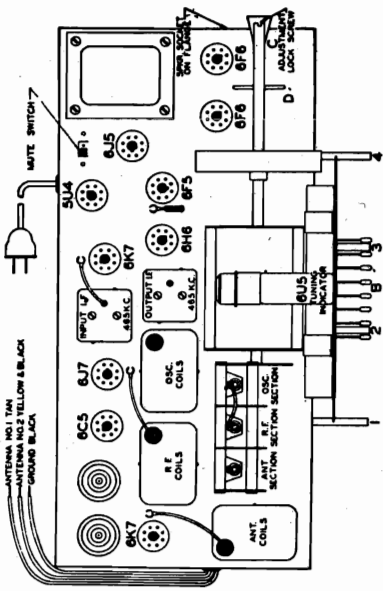 ANTENNA NO.1 TAN
ANTENNA NO.2 YELLOW & BLACK
GROUND BLACK
MUTE SWITCH
SPKR SOCKET
ON FLANGE
ADJUSTMENT
LOCK SCREW
C
D
5U4
6J5
6F6
6F6
6K7
6C5
6J7
6K7
INPUT I.F.
465 K.C.
6F5
6H6
OUTPUT I.F.
465 K.C.
R.F.
COILS
OSC.
COILS
ANT.
COILS
ANT
SECTION
R.F.
SECTION
OSC.
SECTION
6U5
TUNING
INDICATOR
1
2
B
3
4